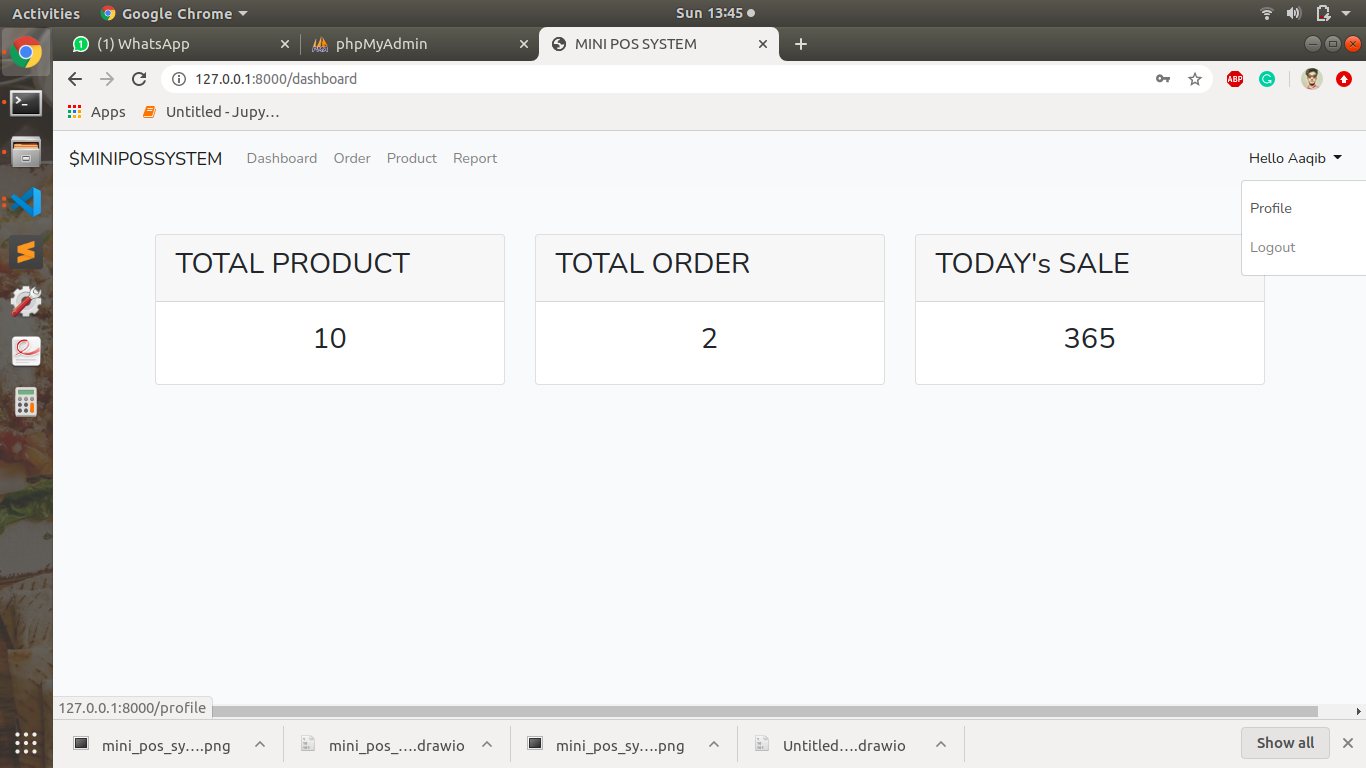 Activities Google Chrome Sun 13:45
(1) WhatsApp phpMyAdmin MINI POS SYSTEM
127.0.0.1:8000/dashboard ABP
Apps Untitled - Jupy...
$MINIPOSSYSTEM Dashboard Order Product Report Hello Aaqib
Profile
Logout
TOTAL PRODUCT TOTAL ORDER TODAY's SALE
10 2 365
127.0.0.1:8000/profile
mini_pos_sy....png mini_pos_....drawio mini_pos_sy....png Untitled....drawio Show all